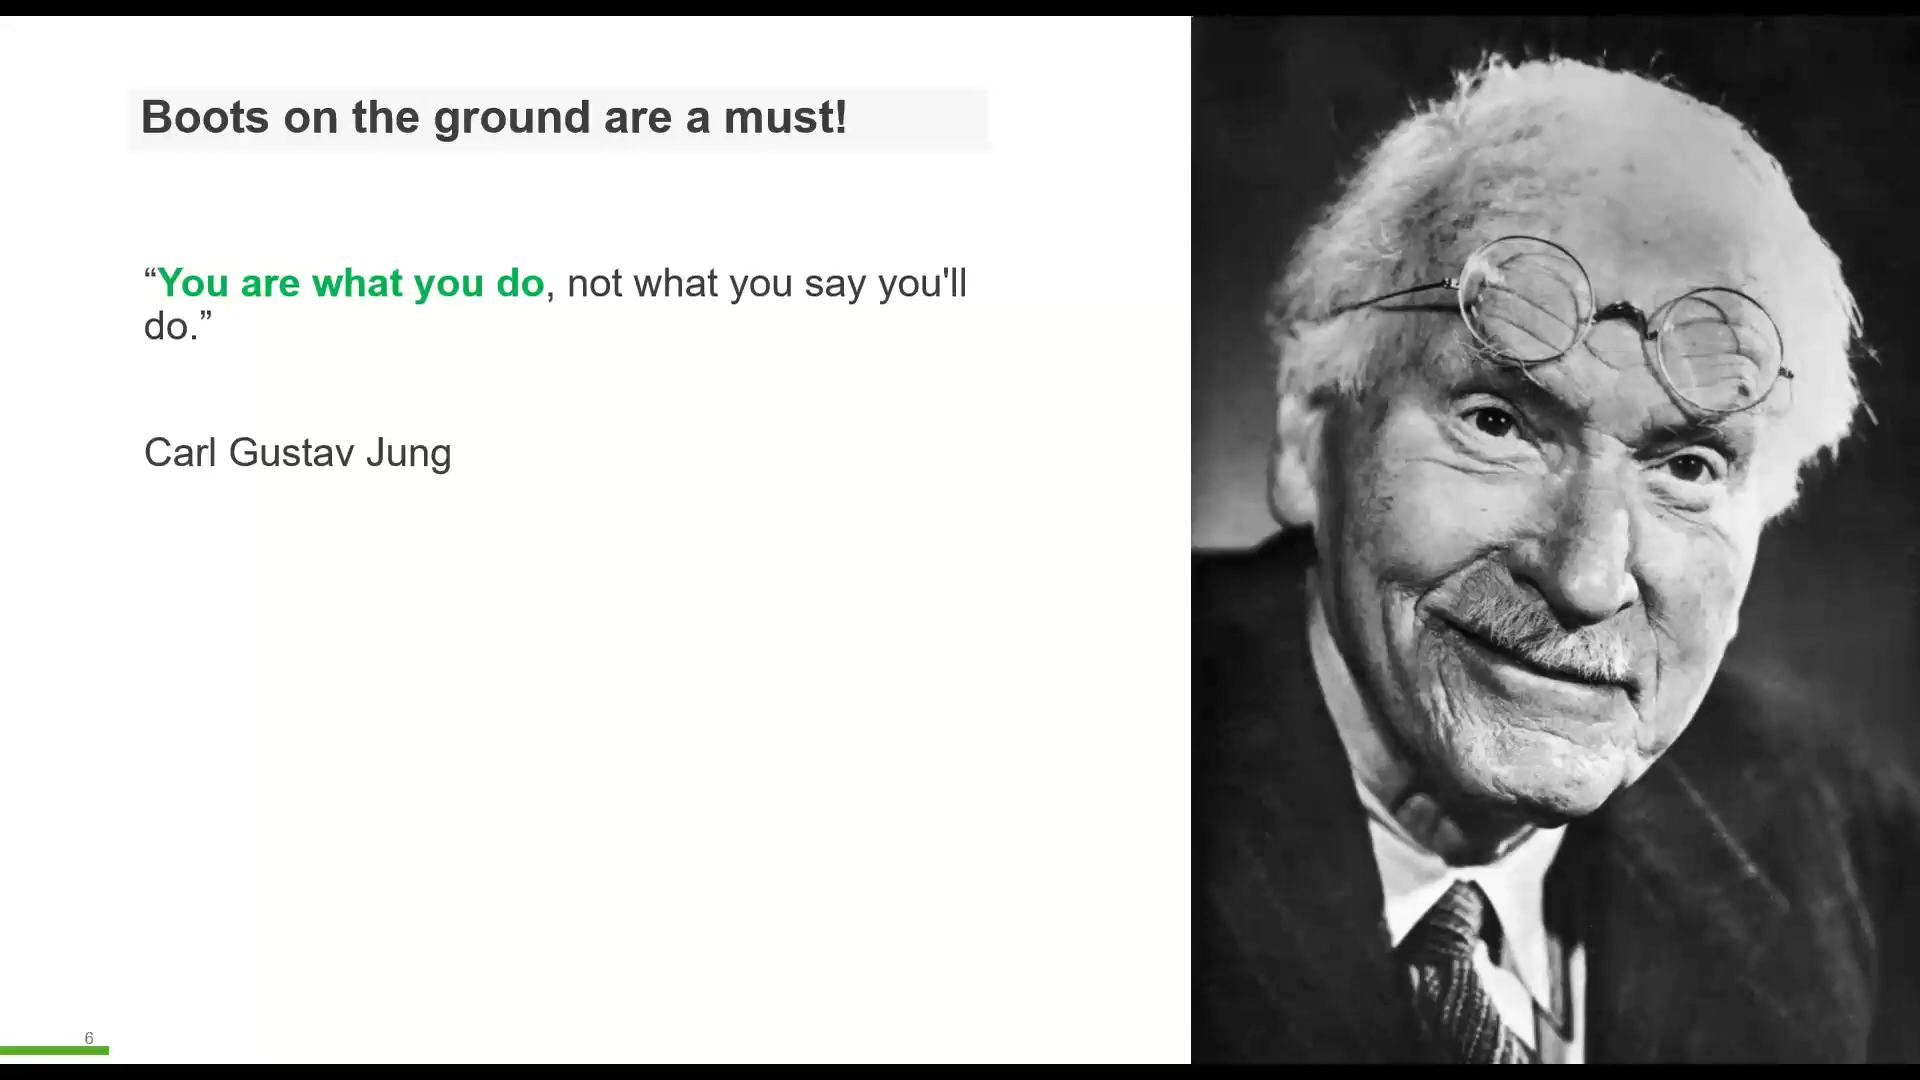 Boots on the ground are a must!
“You are what you do, not what you say you'll
do.”
Carl Gustav Jung
6